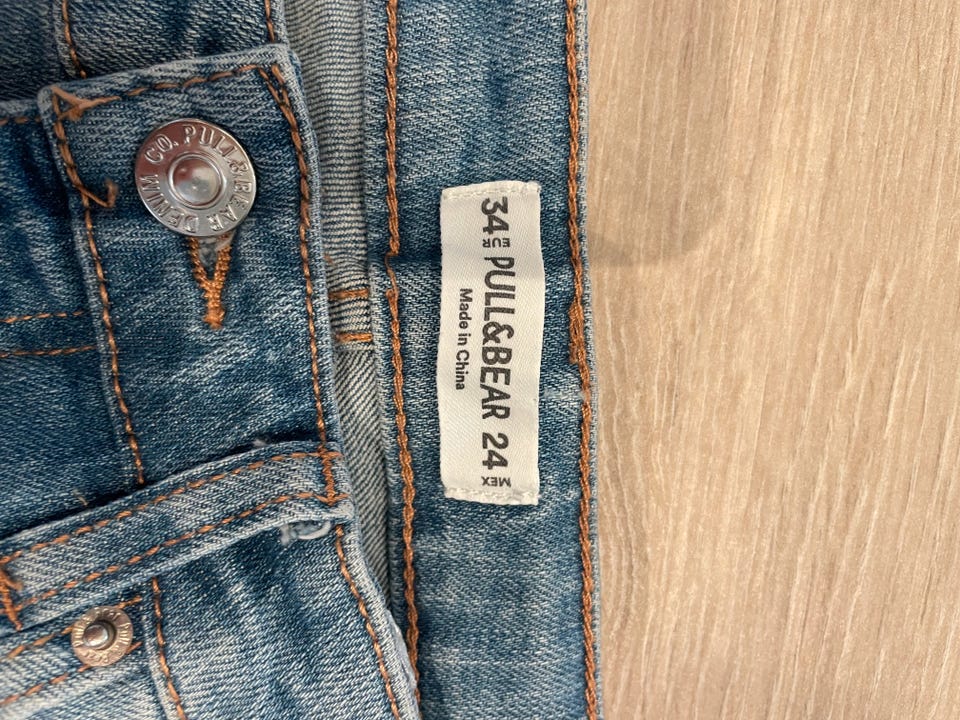 PULL&BEAR DENIM CO.
34 EUR PULL&BEAR 24 MEX
Made in China